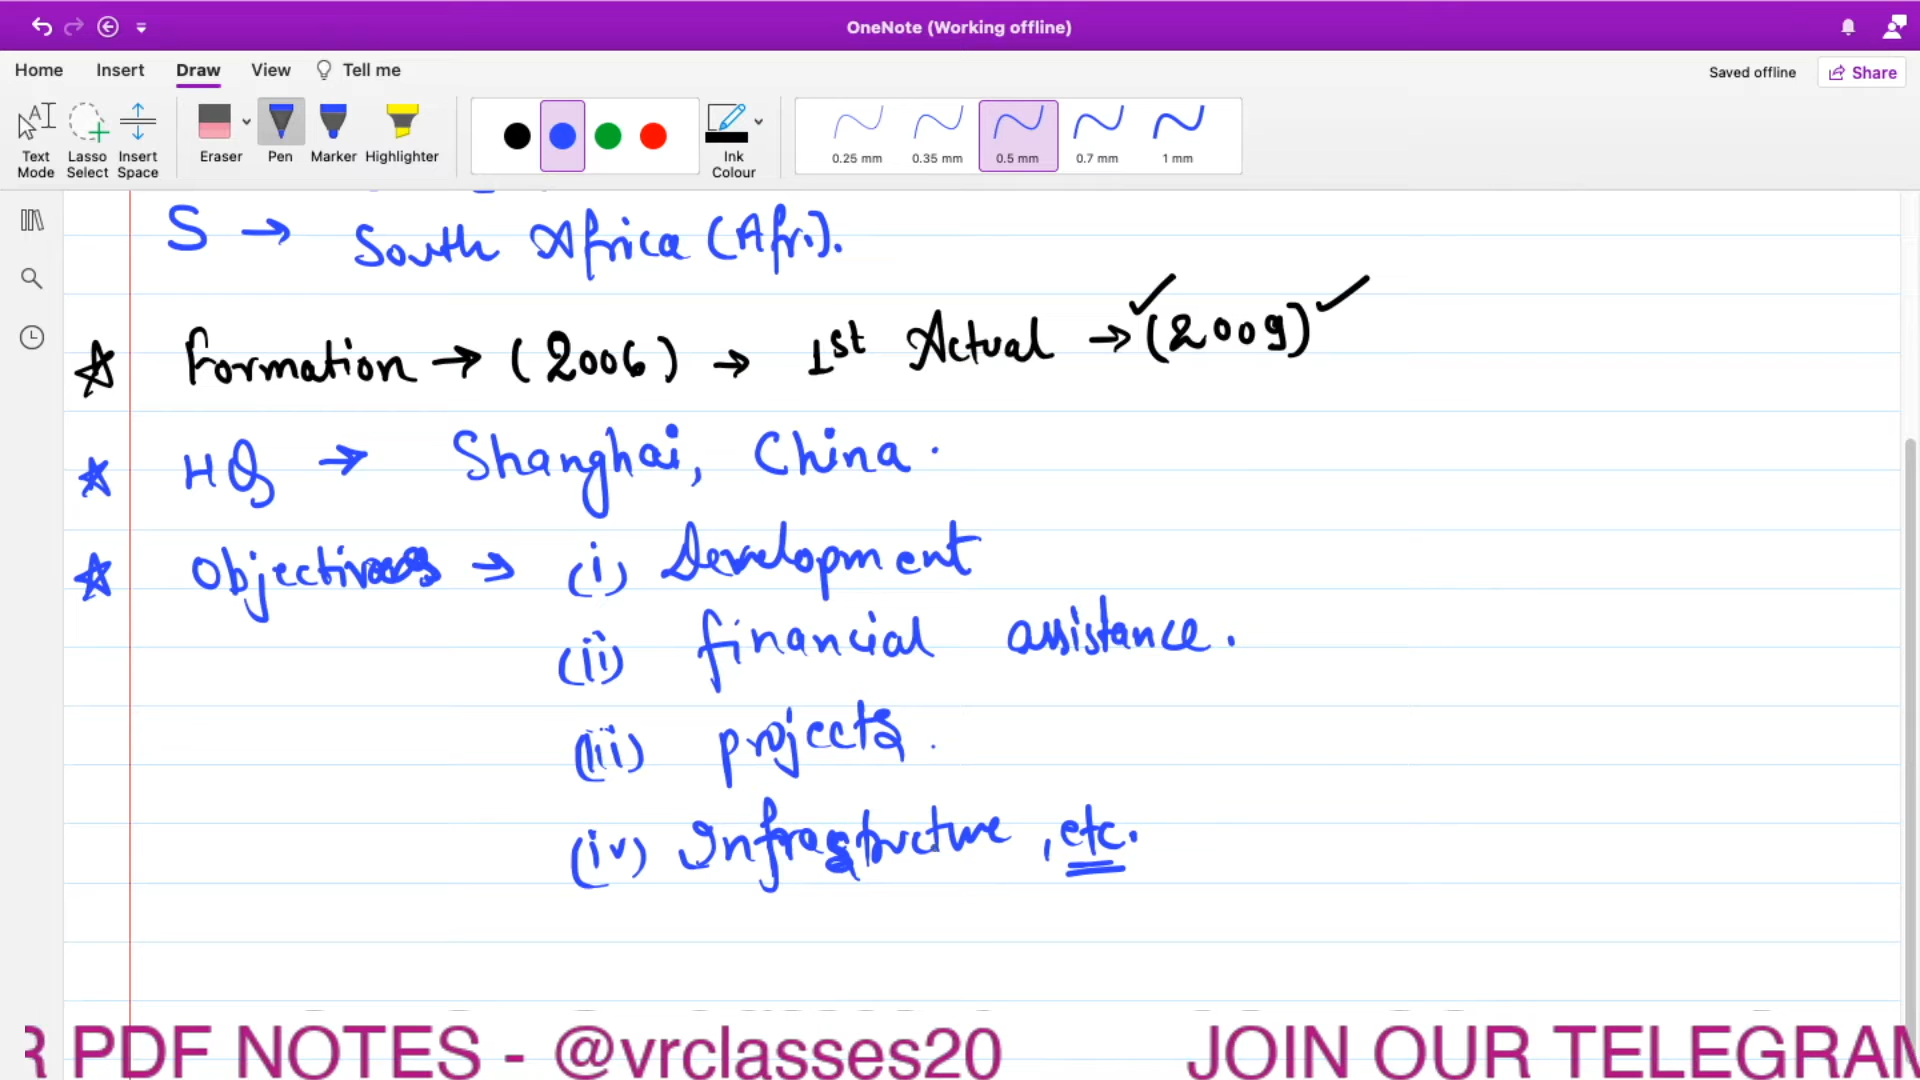 OneNote (Working offline)
Home Insert Draw View Tell me
Saved offline Share
Text Mode Lasso Select Insert Space Eraser Pen Marker Highlighter Ink Colour 0.25 mm 0.35 mm 0.5 mm 0.7 mm 1 mm
S → South Africa (Afri.).
☆ Formation → (2006) → 1st Actual → ✓(2009)✓
☆ HQs → Shanghai, China.
☆ Objectives → (i) Development
(ii) financial assistance.
(iii) projects.
(iv) Infrastructure, etc.
R PDF NOTES - @vrclasses20 JOIN OUR TELEGRAM